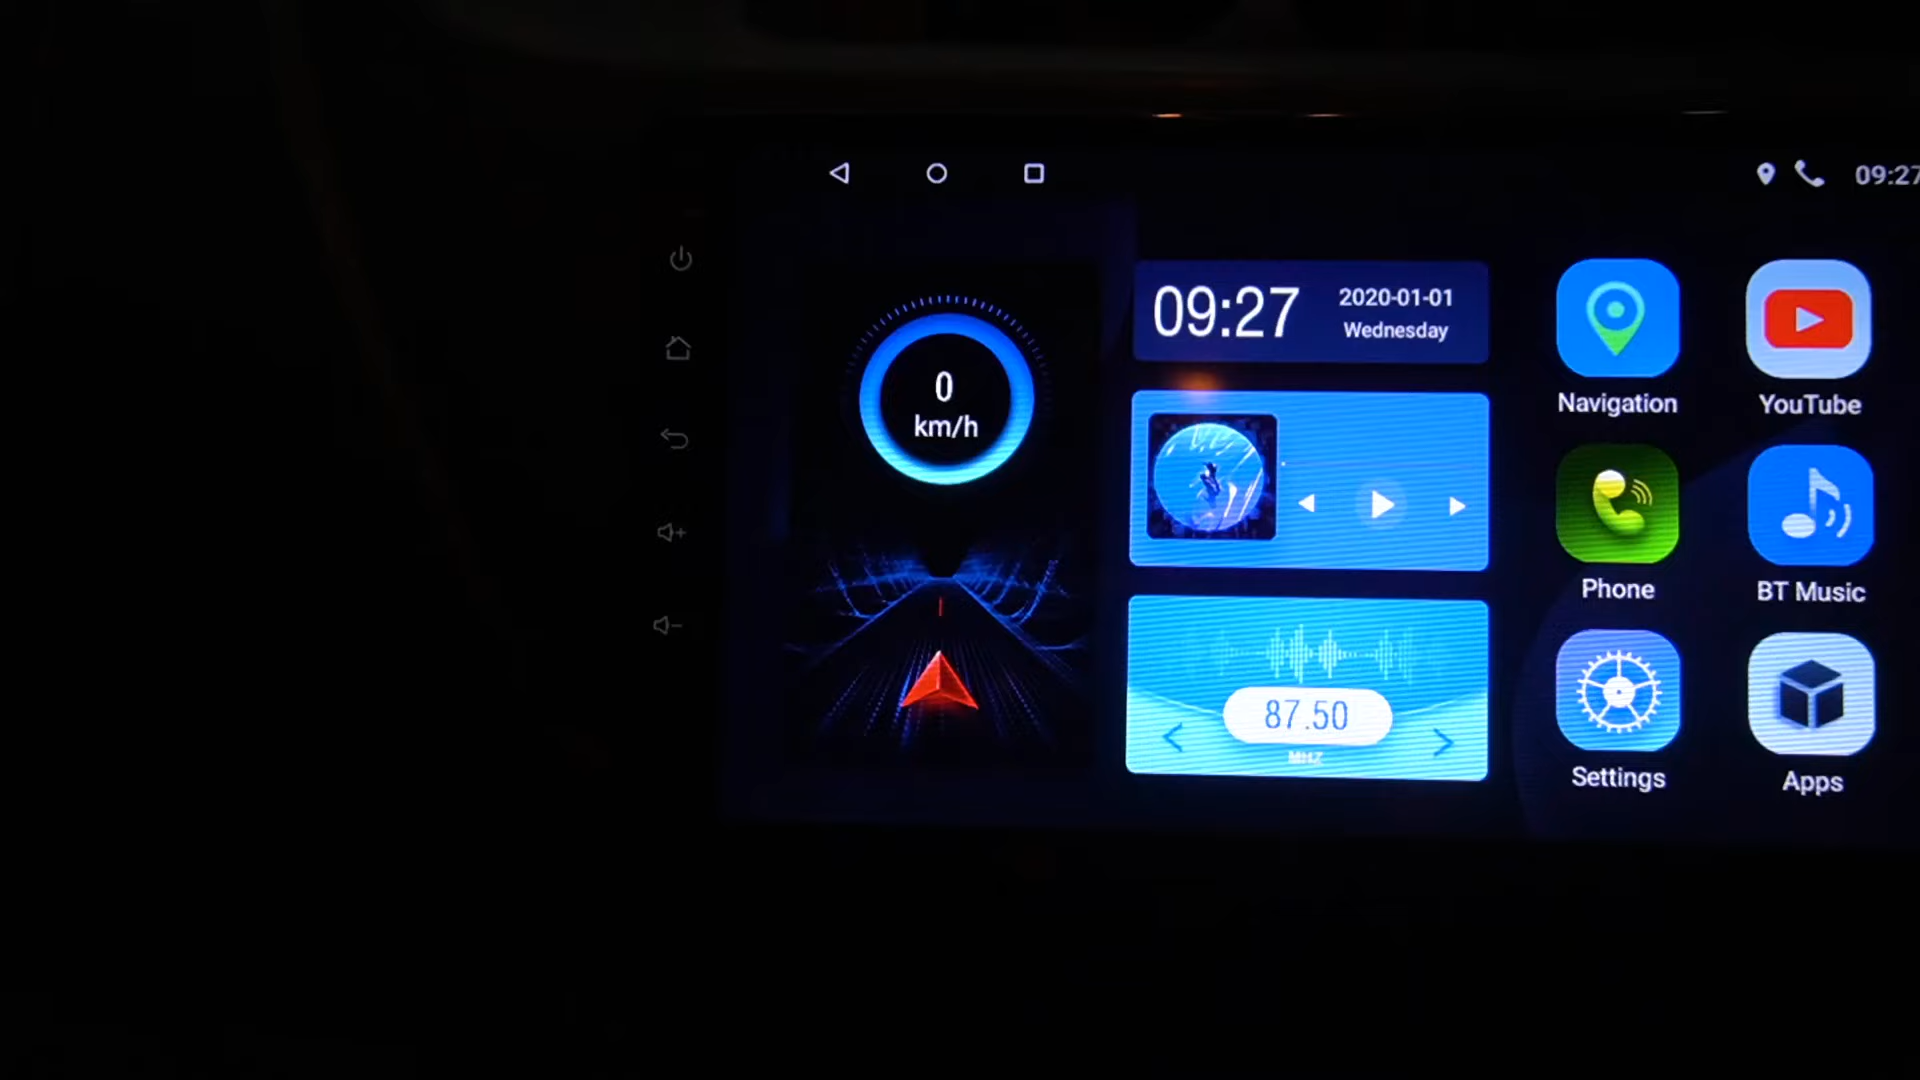 09:27
0
km/h
09:27
2020-01-01
Wednesday
87.50
MHZ
Navigation
YouTube
Phone
BT Music
Settings
Apps